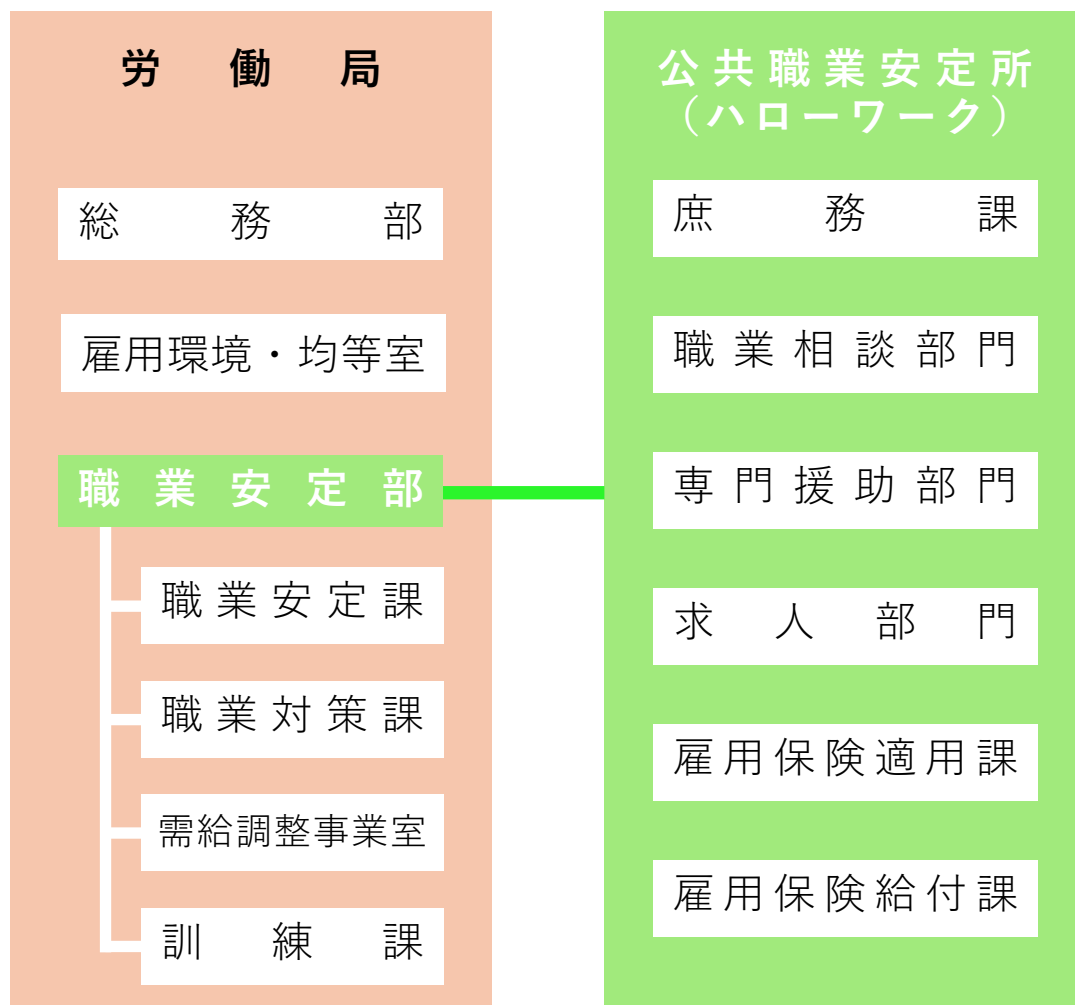 労働局
総務部
雇用環境・均等室
職業安定部
職業安定課
職業対策課
需給調整事業室
訓練課
公共職業安定所
（ハローワーク）
庶務課
職業相談部門
専門援助部門
求人部門
雇用保険適用課
雇用保険給付課